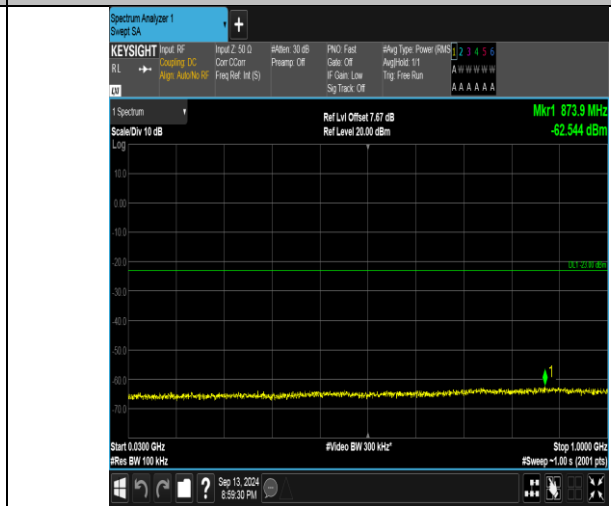 Spectrum Analyzer 1
Swept SA
+
KEYSIGHT Input: RF Input Z: 50 Ω #Atten: 30 dB PNO: Fast #Avg Type: Power (RMS 1 2 3 4 5 6
RL Coupling: DC Corr CCorr Preamp: Off Gate: Off Avg|Hold: 1/1 A W W W W W
Align: Auto/No RF Freq Ref: Int (S) IF Gain: Low Trig: Free Run
Sig Track: Off A A A A A A
1 Spectrum Ref Lvl Offset 7.67 dB Mkr1 873.9 MHz
Scale/Div 10 dB Ref Level 20.00 dBm -62.544 dBm
Log
10.0
0.00
-10.0
-20.0
DL1 -23.00 dBm
-30.0
-40.0
-50.0
-60.0
1
-70.0
Start 0.0300 GHz #Video BW 300 kHz* Stop 1.0000 GHz
#Res BW 100 kHz #Sweep ~1.00 s (2001 pts)
? Sep 13, 2024
8:59:30 PM